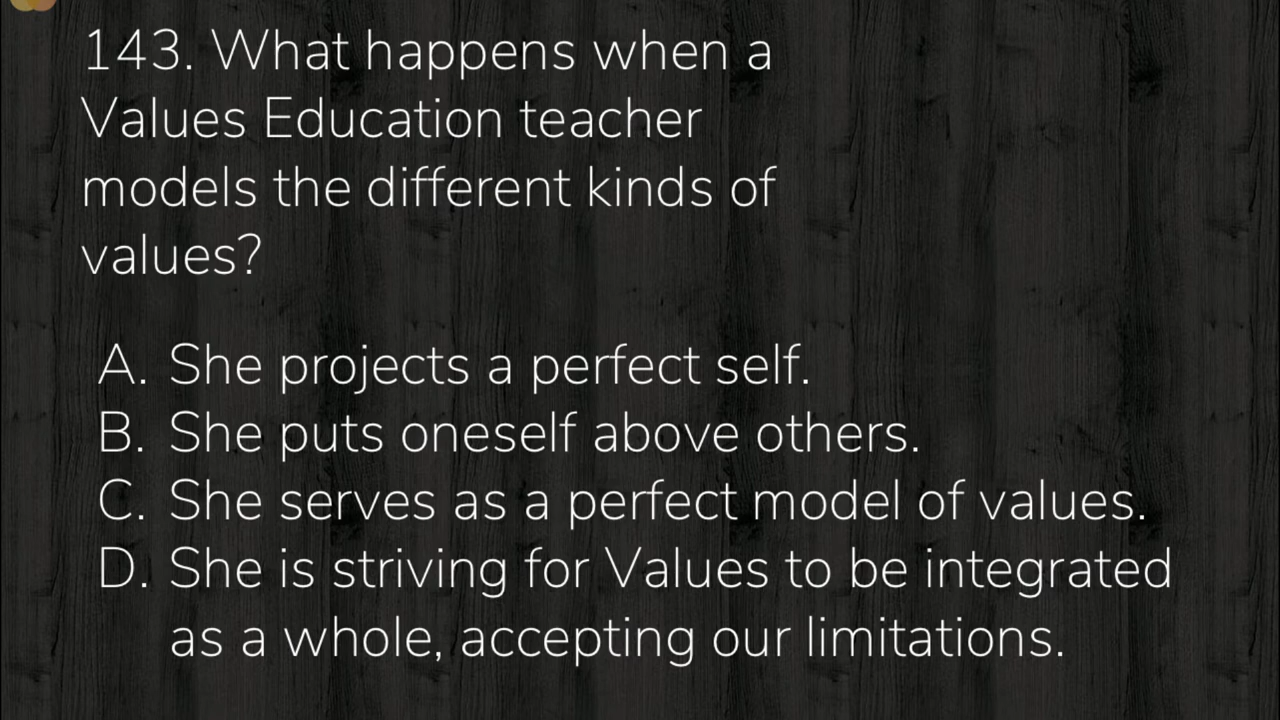 143. What happens when a
Values Education teacher
models the different kinds of
values?
A. She projects a perfect self.
B. She puts oneself above others.
C. She serves as a perfect model of values.
D. She is striving for Values to be integrated
as a whole, accepting our limitations.